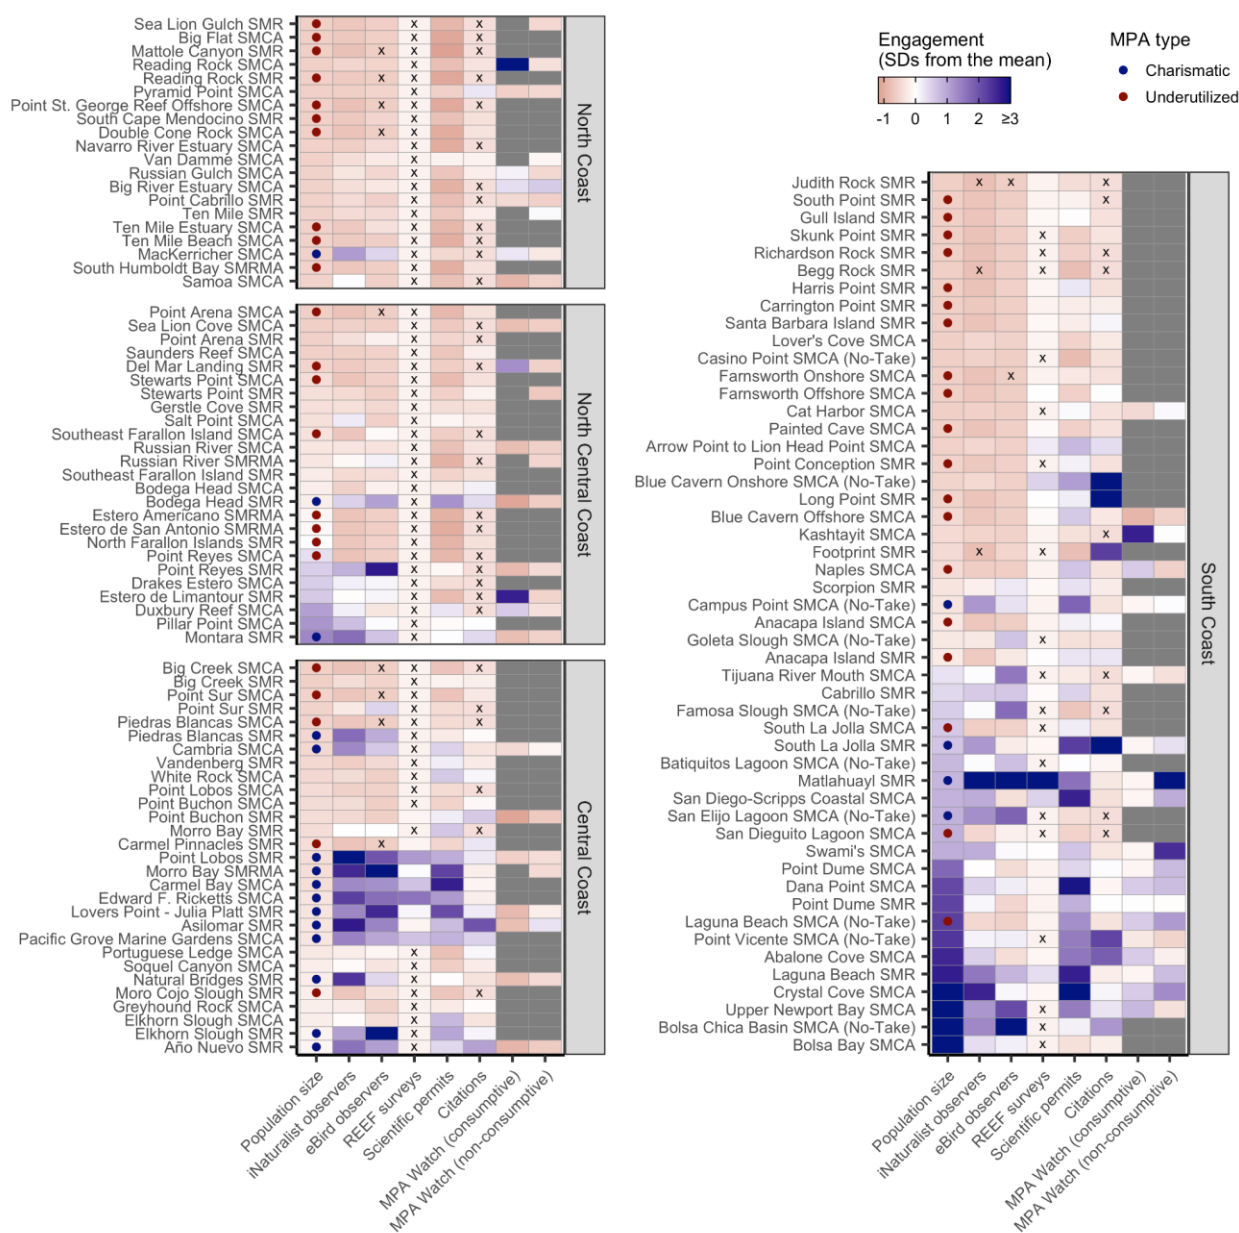 Sea Lion Gulch SMR
Big Flat SMCA
Mattole Canyon SMR
Reading Rock SMCA
Reading Rock SMR
Pyramid Point SMCA
Point St. George Reef Offshore SMCA
South Cape Mendocino SMR
Double Cone Rock SMCA
Navarro River Estuary SMCA
Van Damme SMCA
Russian Gulch SMCA
Big River Estuary SMCA
Point Cabrillo SMR
Ten Mile SMR
Ten Mile Estuary SMCA
Ten Mile Beach SMCA
MacKerricher SMCA
South Humboldt Bay SMRMA
Samoa SMCA
North Coast
Point Arena SMCA
Sea Lion Cove SMCA
Point Arena SMR
Saunders Reef SMCA
Del Mar Landing SMR
Stewarts Point SMCA
Stewarts Point SMR
Gerstle Cove SMR
Salt Point SMCA
Southeast Farallon Island SMCA
Russian River SMCA
Russian River SMRMA
Southeast Farallon Island SMR
Bodega Head SMCA
Bodega Head SMR
Estero Americano SMRMA
Estero de San Antonio SMRMA
North Farallon Islands SMR
Point Reyes SMCA
Point Reyes SMR
Drakes Estero SMCA
Estero de Limantour SMR
Duxbury Reef SMCA
Pillar Point SMCA
Montara SMR
North Central Coast
Big Creek SMCA
Big Creek SMR
Point Sur SMCA
Point Sur SMR
Piedras Blancas SMCA
Piedras Blancas SMR
Cambria SMCA
Vandenberg SMR
White Rock SMCA
Point Lobos SMCA
Point Buchon SMCA
Point Buchon SMR
Morro Bay SMR
Carmel Pinnacles SMR
Point Lobos SMR
Morro Bay SMRMA
Carmel Bay SMCA
Edward F. Ricketts SMCA
Lovers Point - Julia Platt SMR
Asilomar SMR
Pacific Grove Marine Gardens SMCA
Portuguese Ledge SMCA
Soquel Canyon SMCA
Natural Bridges SMR
Moro Cojo Slough SMR
Greyhound Rock SMCA
Elkhorn Slough SMCA
Elkhorn Slough SMR
Año Nuevo SMR
Central Coast
Population size
iNaturalist observers
eBird observers
REEF surveys
Scientific permits
Citations
MPA Watch (consumptive)
MPA Watch (non-consumptive)
Engagement
(SDs from the mean)
-1 0 1 2 ≥3
MPA type
Charismatic
Underutilized
Judith Rock SMR
South Point SMR
Gull Island SMR
Skunk Point SMR
Richardson Rock SMR
Begg Rock SMR
Harris Point SMR
Carrington Point SMR
Santa Barbara Island SMR
Lover's Cove SMCA
Casino Point SMCA (No-Take)
Farnsworth Onshore SMCA
Farnsworth Offshore SMCA
Cat Harbor SMCA
Painted Cave SMCA
Arrow Point to Lion Head Point SMCA
Point Conception SMR
Blue Cavern Onshore SMCA (No-Take)
Long Point SMR
Blue Cavern Offshore SMCA
Kashtayit SMCA
Footprint SMR
Naples SMCA
Scorpion SMR
Campus Point SMCA (No-Take)
Anacapa Island SMCA
Goleta Slough SMCA (No-Take)
Anacapa Island SMR
Tijuana River Mouth SMCA
Cabrillo SMR
Famosa Slough SMCA (No-Take)
South La Jolla SMCA
South La Jolla SMR
Batiquitos Lagoon SMCA (No-Take)
Matlahuayl SMR
San Diego-Scripps Coastal SMCA
San Elijo Lagoon SMCA (No-Take)
San Dieguito Lagoon SMCA
Swami's SMCA
Point Dume SMCA
Dana Point SMCA
Point Dume SMR
Laguna Beach SMCA (No-Take)
Point Vicente SMCA (No-Take)
Abalone Cove SMCA
Laguna Beach SMR
Crystal Cove SMCA
Upper Newport Bay SMCA
Bolsa Chica Basin SMCA (No-Take)
Bolsa Bay SMCA
South Coast
Population size
iNaturalist observers
eBird observers
REEF surveys
Scientific permits
Citations
MPA Watch (consumptive)
MPA Watch (non-consumptive)